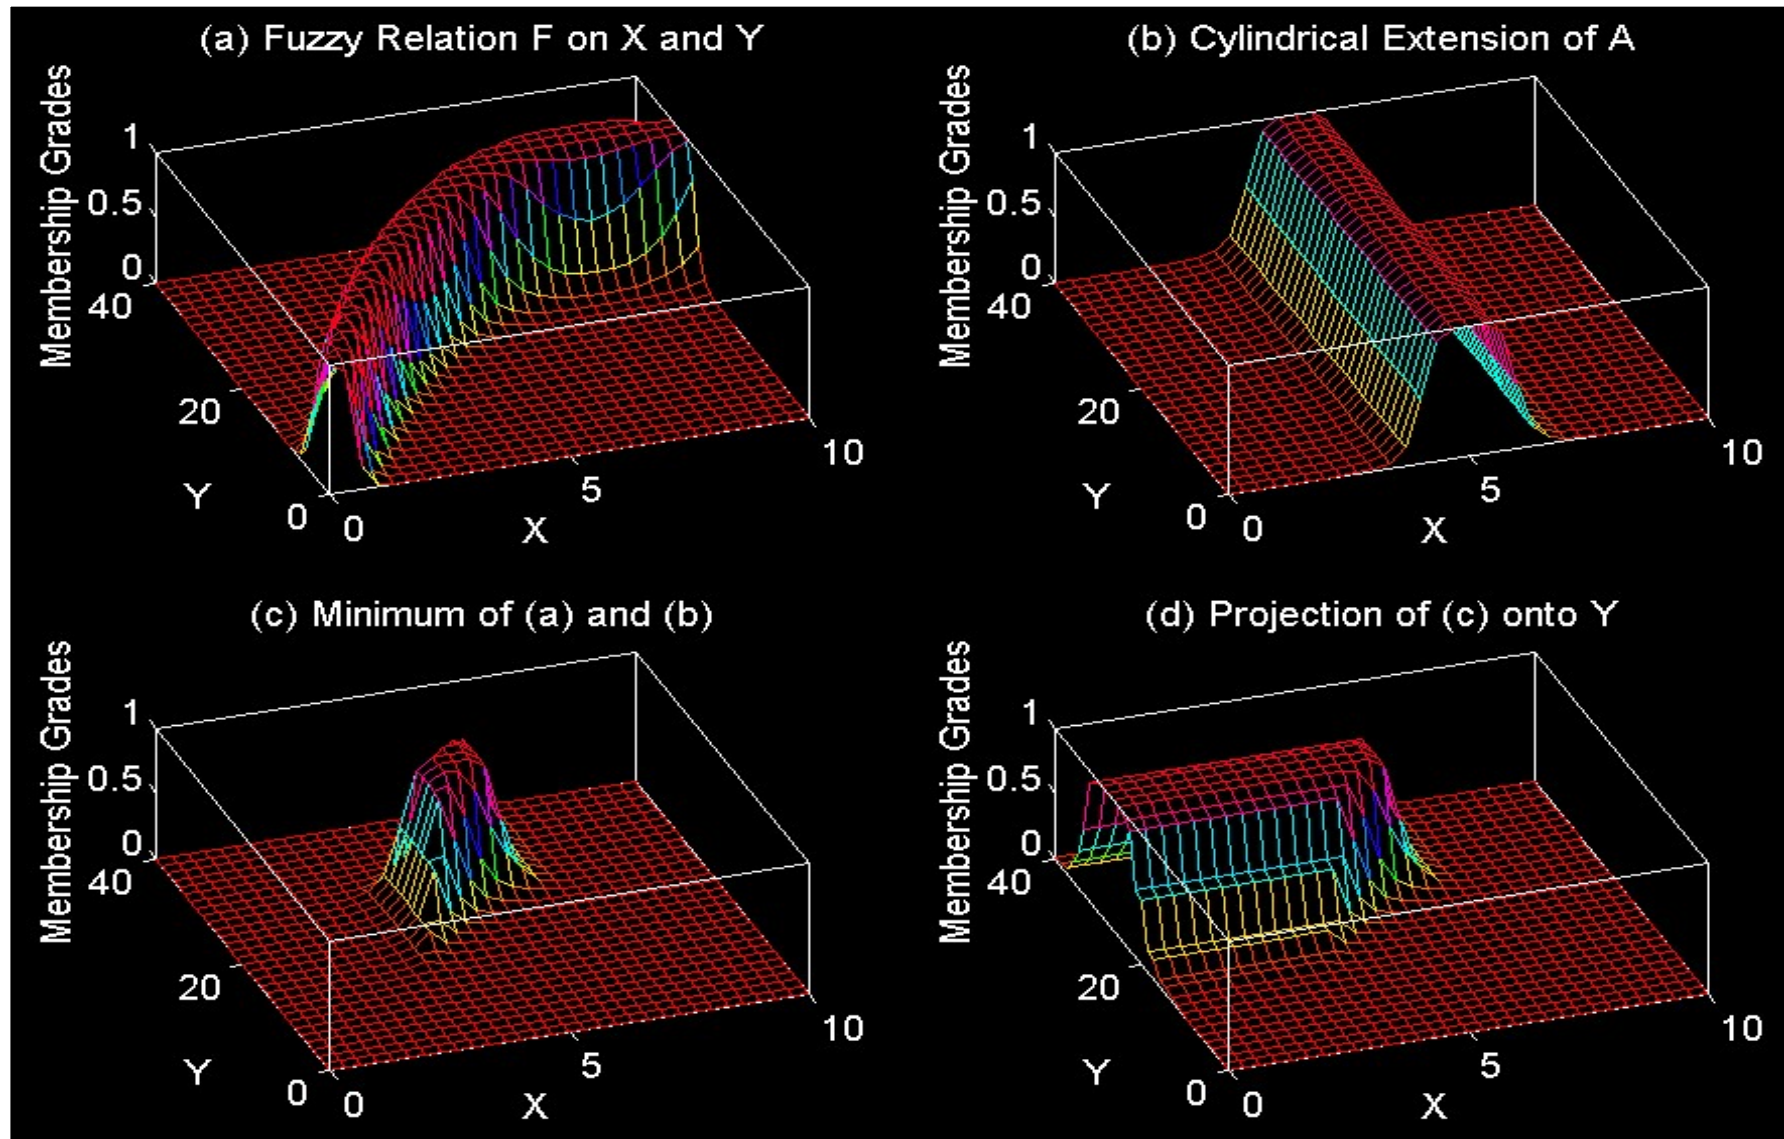 (a) Fuzzy Relation F on X and Y
Membership Grades
1
0.5
0
40
20
0
Y
0
5
10
X
(b) Cylindrical Extension of A
Membership Grades
1
0.5
0
40
20
0
Y
0
5
10
X
(c) Minimum of (a) and (b)
Membership Grades
1
0.5
0
40
20
0
Y
0
5
10
X
(d) Projection of (c) onto Y
Membership Grades
1
0.5
0
40
20
0
Y
0
5
10
X